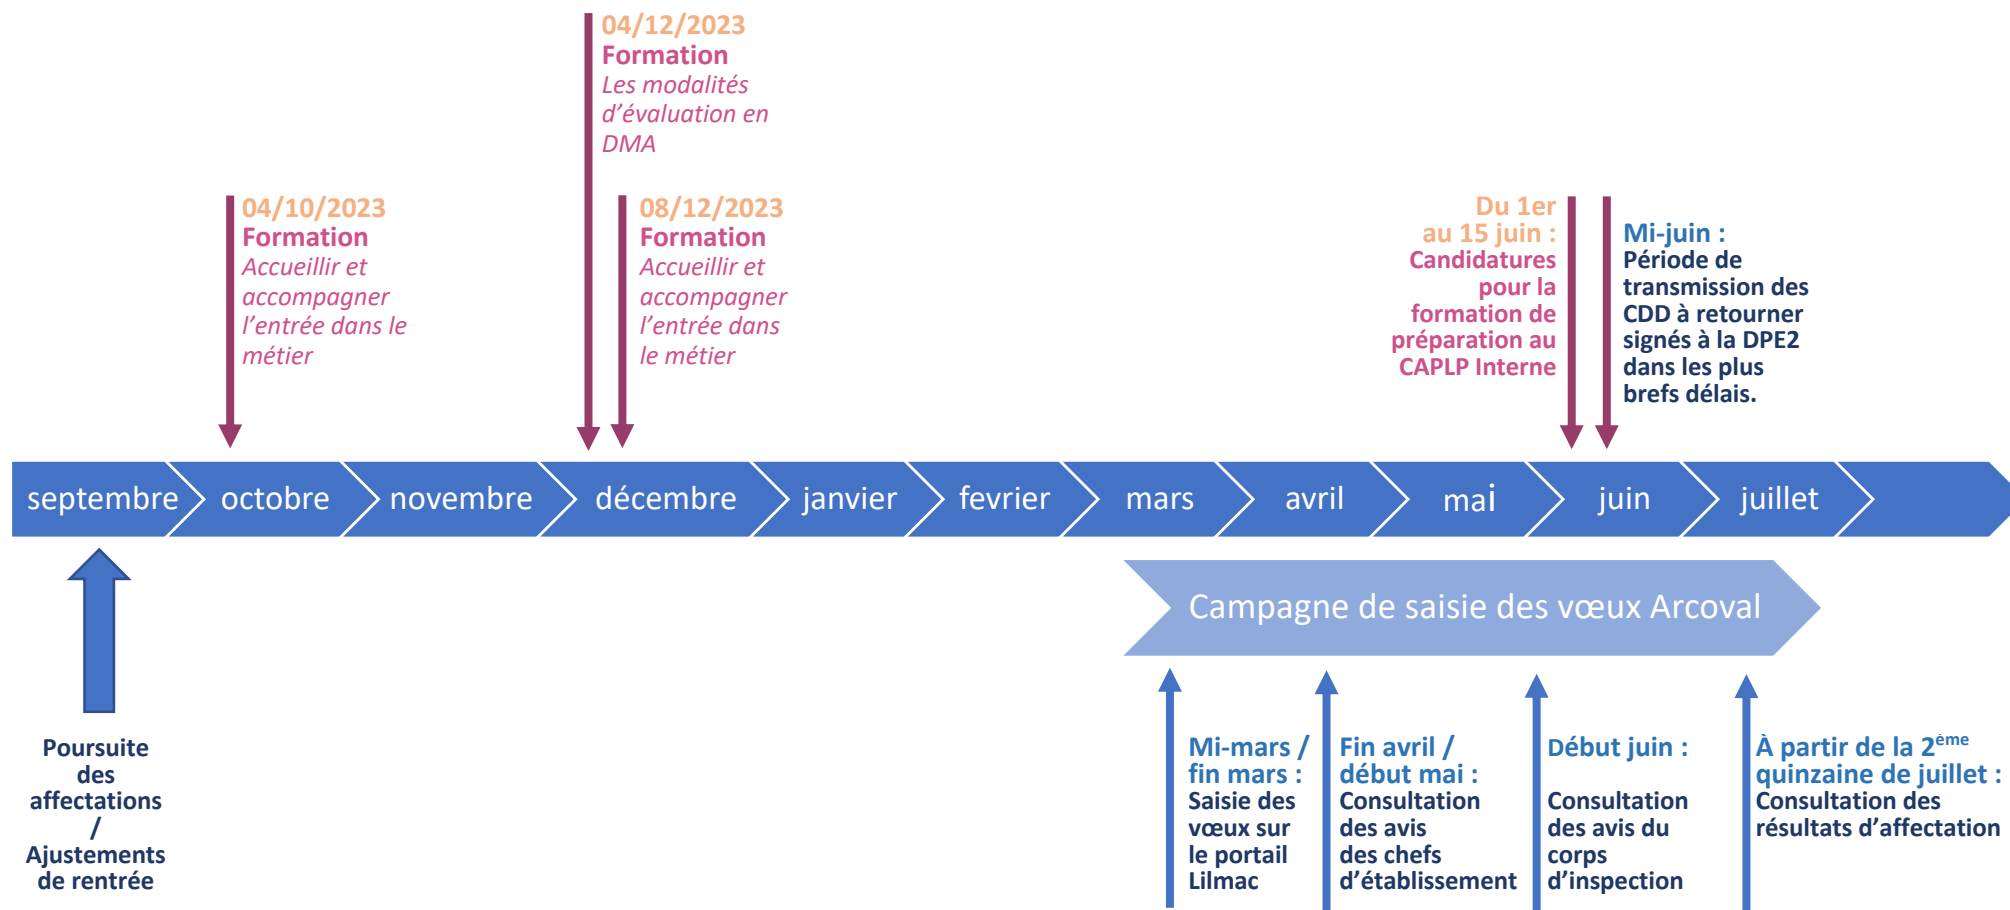 04/12/2023
Formation
Les modalités
d’évaluation en
DMA
04/10/2023
Formation
Accueillir et
accompagner
l’entrée dans le
métier
08/12/2023
Formation
Accueillir et
accompagner
l’entrée dans
le métier
Du 1er
au 15 juin :
Candidatures
pour la
formation de
préparation au
CAPLP Interne
Mi-juin :
Période de
transmission des
CDD à retourner
signés à la DPE2
dans les plus
brefs délais.
septembre
octobre
novembre
décembre
janvier
fevrier
mars
avril
mai
juin
juillet
Campagne de saisie des vœux Arcoval
Poursuite
des
affectations
/
Ajustements
de rentrée
Mi-mars /
fin mars :
Saisie des
vœux sur
le portail
Lilmac
Fin avril /
début mai :
Consultation
des avis
des chefs
d’établissement
Début juin :
Consultation
des avis du
corps
d’inspection
À partir de la 2ème
quinzaine de juillet :
Consultation des
résultats d’affectation